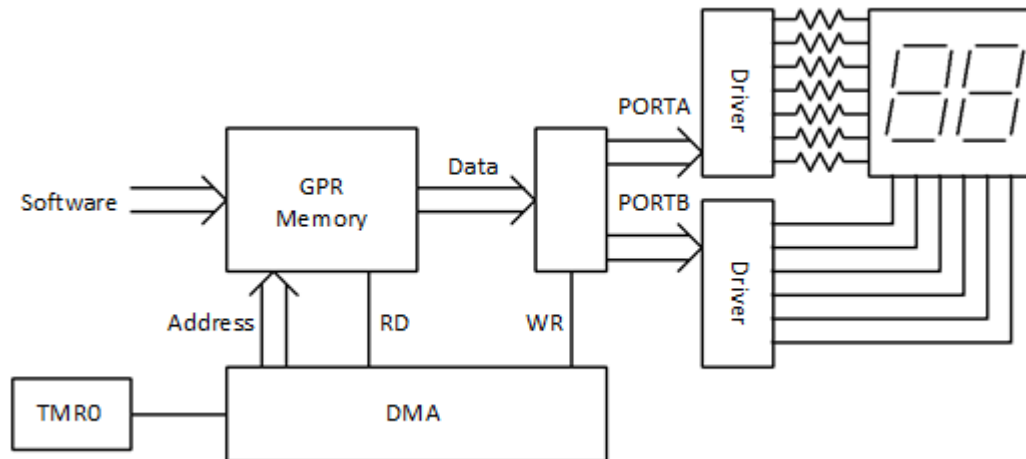 PORTA
Driver
Data
GPR
Memory
Software
PORTB
Driver
Address
RD
WR
TMR0
DMA